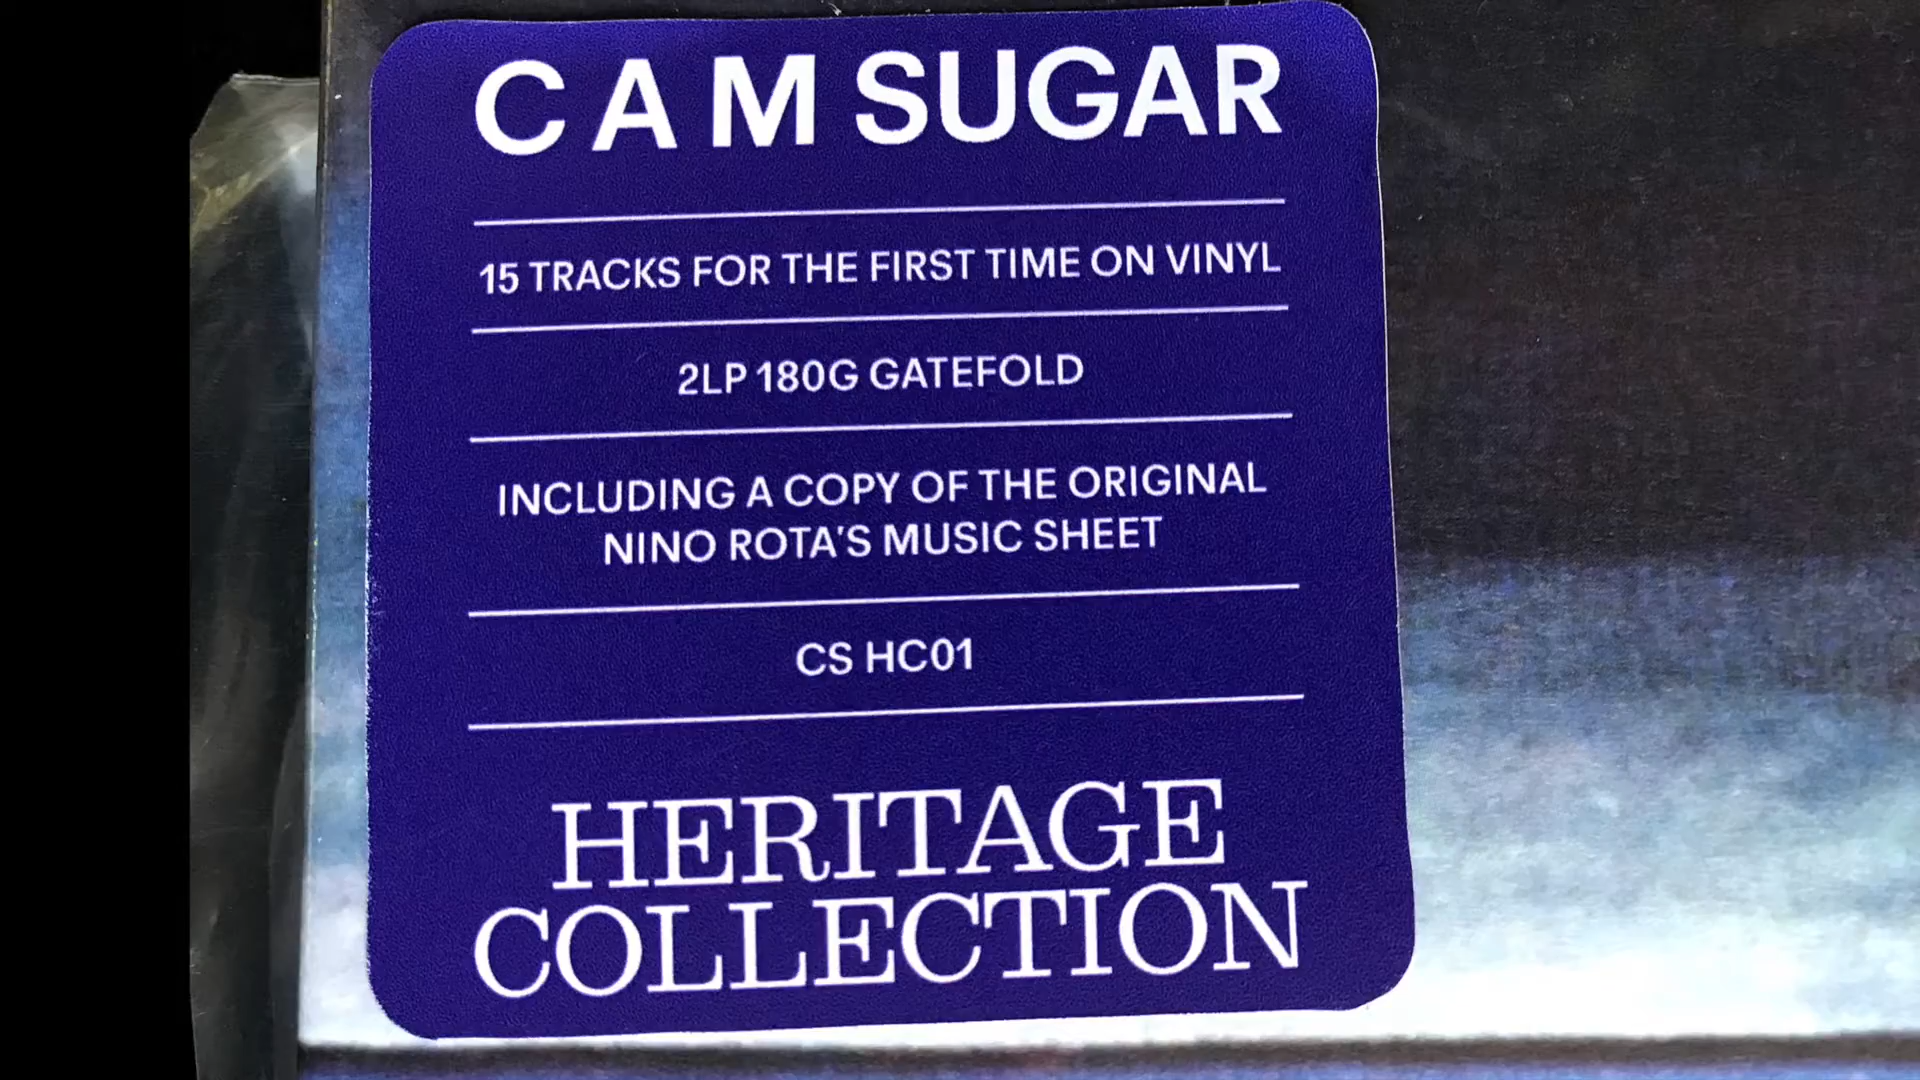 CAM SUGAR
15 TRACKS FOR THE FIRST TIME ON VINYL
2LP 180G GATEFOLD
INCLUDING A COPY OF THE ORIGINAL
NINO ROTA'S MUSIC SHEET
CS HC01
HERITAGE
COLLECTION